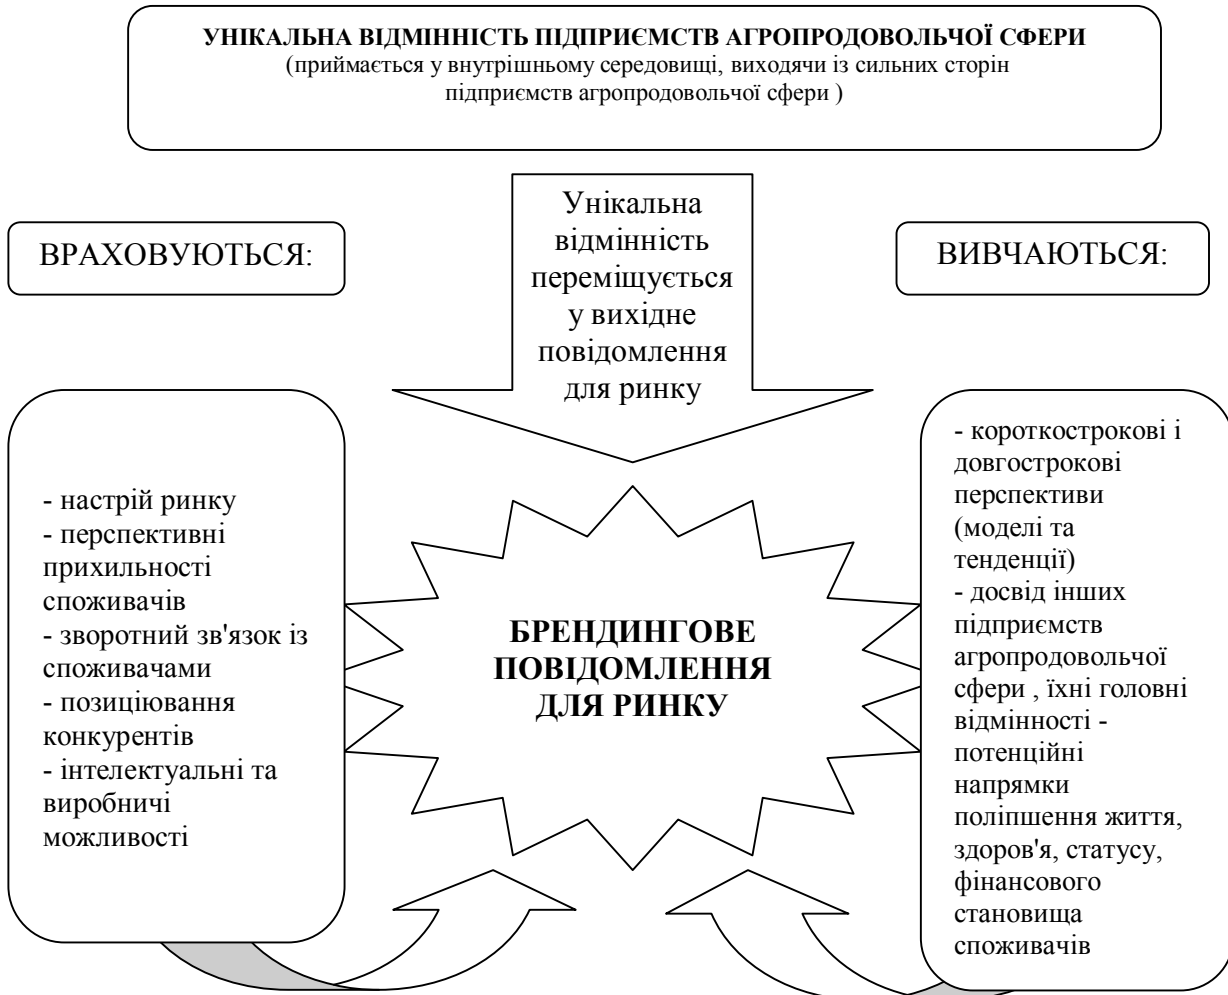 УНІКАЛЬНА ВІДМІННІСТЬ ПІДПРИЄМСТВ АГРОПРОДОВОЛЬЧОЇ СФЕРИ
(приймається у внутрішньому середовищі, виходячи із сильних сторін
підприємств агропродовольчої сфери )
Унікальна
відмінність
переміщується
у вихідне
повідомлення
для ринку
ВРАХОВУЮТЬСЯ:
ВИВЧАЮТЬСЯ:
- настрій ринку
- перспективні
прихильності
споживачів
- зворотний зв'язок із
споживачами
- позиціювання
конкурентів
- інтелектуальні та
виробничі
можливості
БРЕНДИНГОВЕ
ПОВІДОМЛЕННЯ
ДЛЯ РИНКУ
- короткострокові і
довгострокові
перспективи
(моделі та
тенденції)
- досвід інших
підприємств
агропродовольчої
сфери , їхні головні
відмінності -
потенційні
напрямки
поліпшення життя,
здоров'я, статусу,
фінансового
становища
споживачів